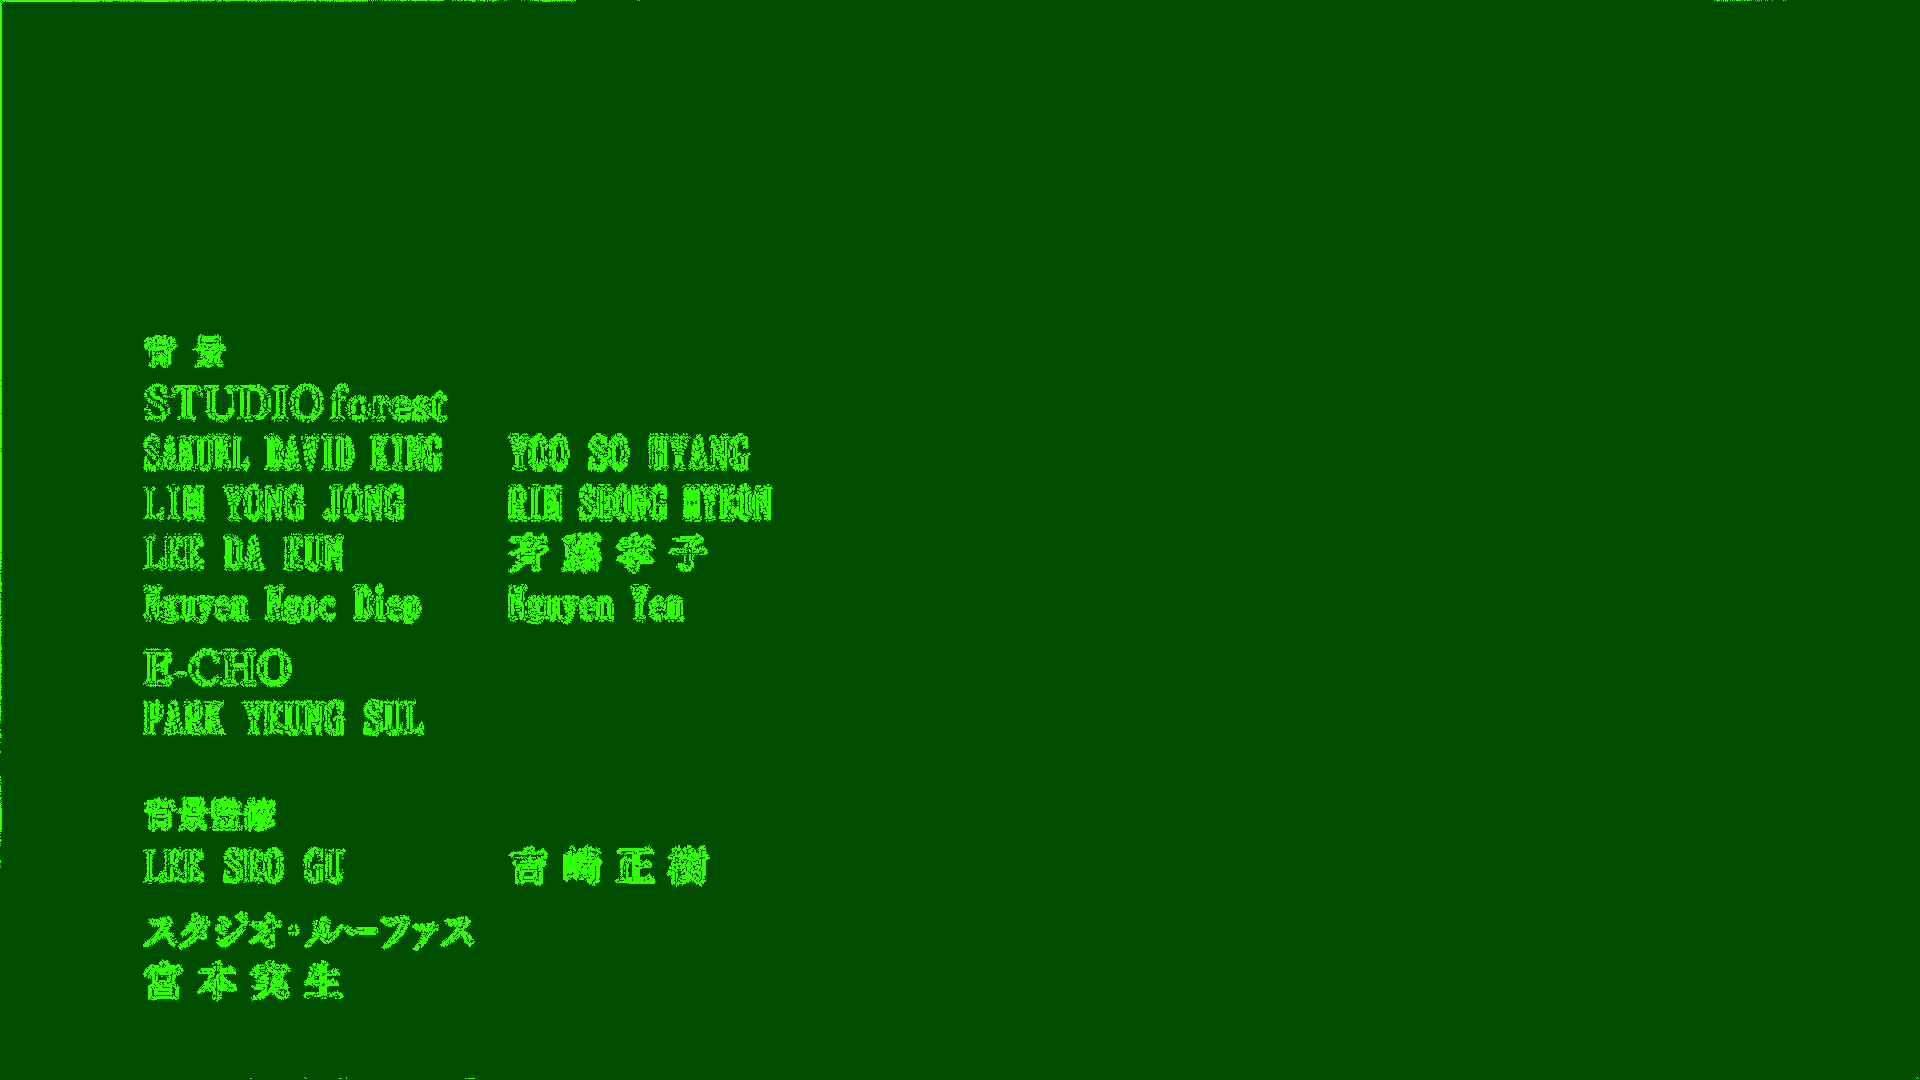 背景
STUDIO forest
SAMUEL DAVID KING YOO SO HYANG
LIM YONG JONG RIM SEONG HYEON
LEE DA EUN 斉藤孝子
Nguyen Ngoc Diep Nguyen Yen
E-CHO
PARK YEUNG SUL
背景監修
LEE SEO GU 吉崎正樹
スタジオ・ルーファス
宮本実生